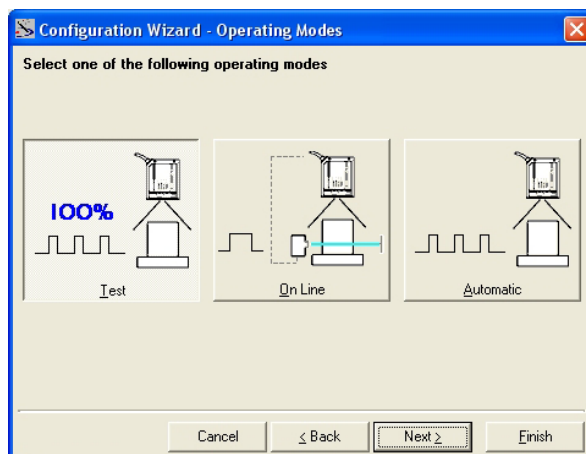 Configuration Wizard - Operating Modes
Select one of the following operating modes
100%
Test
On Line
Automatic
Cancel
< Back
Next >
Finish